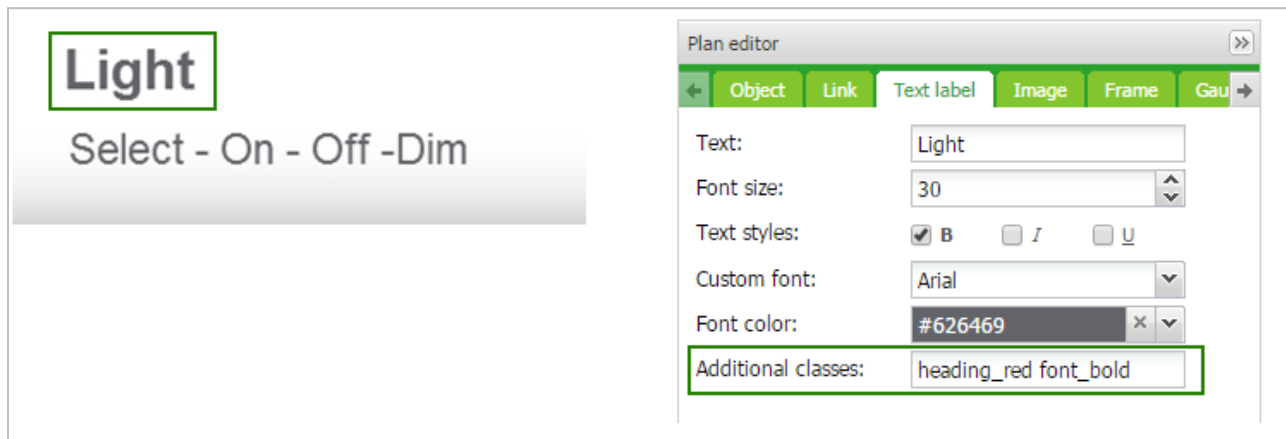 Light
Select - On - Off -Dim
Plan editor
Object Link Text label Image Frame Gau
Text: Light
Font size: 30
Text styles: B I U
Custom font: Arial
Font color: #626469
Additional classes: heading_red font_bold